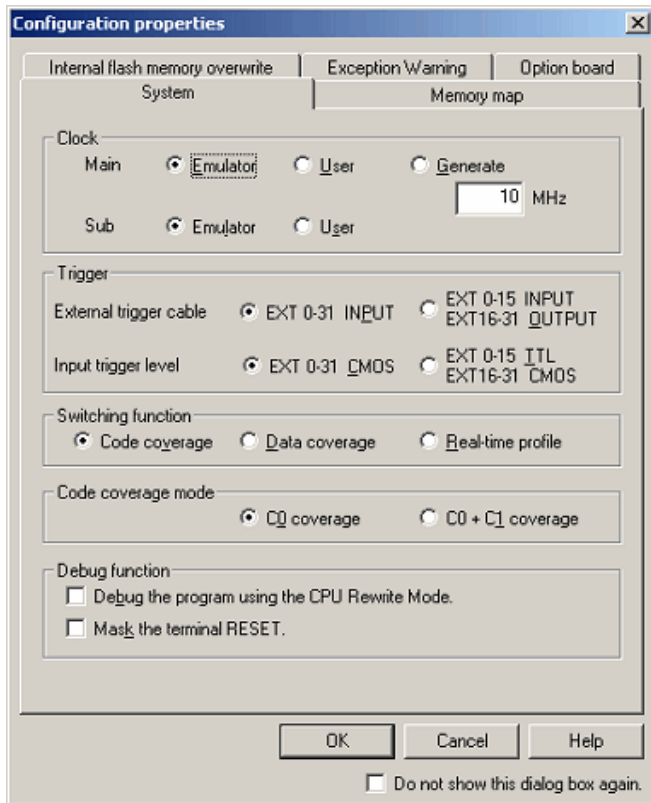 Configuration properties
Internal flash memory overwrite Exception Warning Option board
System Memory map
Clock
Main Emulator User Generate
10 MHz
Sub Emulator User
Trigger
External trigger cable EXT 0-31 INPUT EXT 0-15 INPUT
EXT16-31 OUTPUT
Input trigger level EXT 0-31 CMOS EXT 0-15 TTL
EXT16-31 CMOS
Switching function
Code coverage Data coverage Real-time profile
Code coverage mode
C0 coverage C0 + C1 coverage
Debug function
Debug the program using the CPU Rewrite Mode.
Mask the terminal RESET.
OK Cancel Help
Do not show this dialog box again.